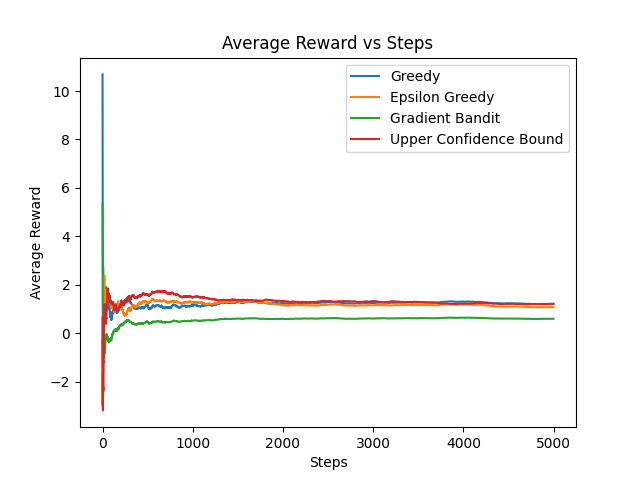 Average Reward vs Steps
Greedy
Epsilon Greedy
Gradient Bandit
Upper Confidence Bound
Average Reward
10
8
6
4
2
0
−2
0
1000
2000
3000
4000
5000
Steps